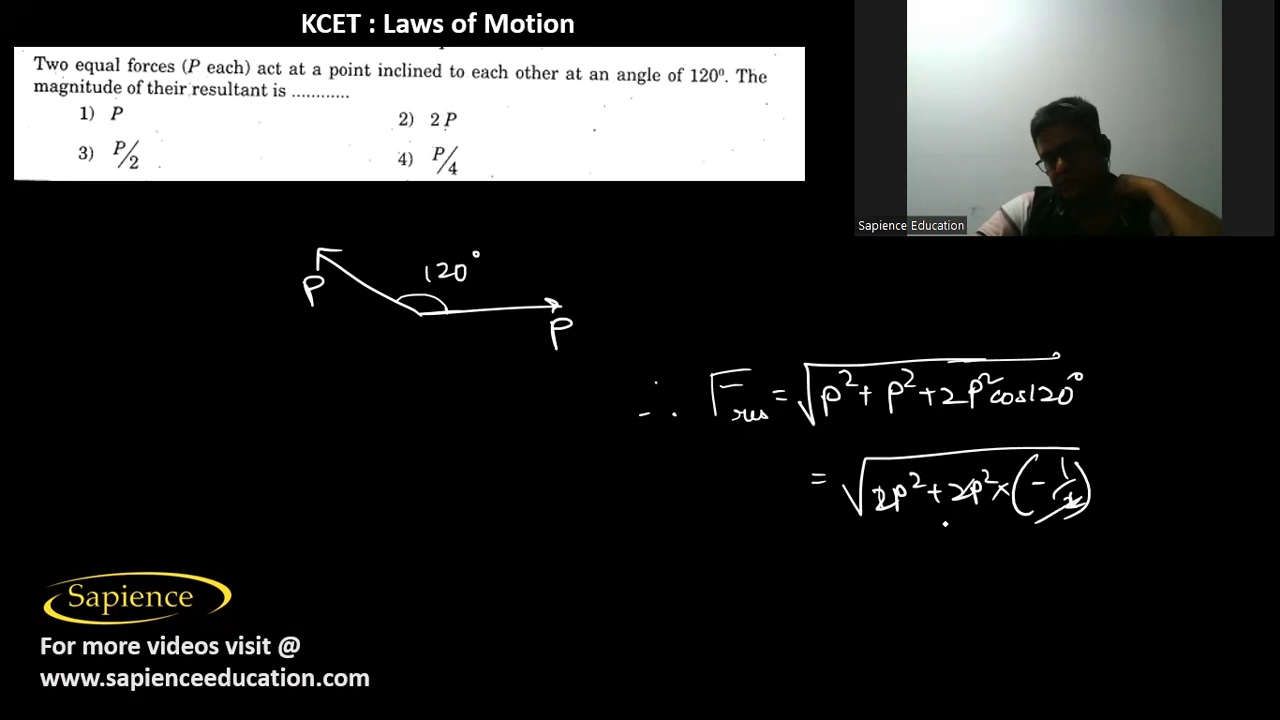 KCET : Laws of Motion
Two equal forces (P each) act at a point inclined to each other at an angle of 120º. The
magnitude of their resultant is ............
1) P
2) 2 P
3) P/2
4) P/4
Sapience Education
120°
P
P
∴ Fres = √(P² + P² + 2P² cos120°)
= √(2P² + 2P² × (-1/2))
Sapience
For more videos visit @
www.sapienceeducation.com